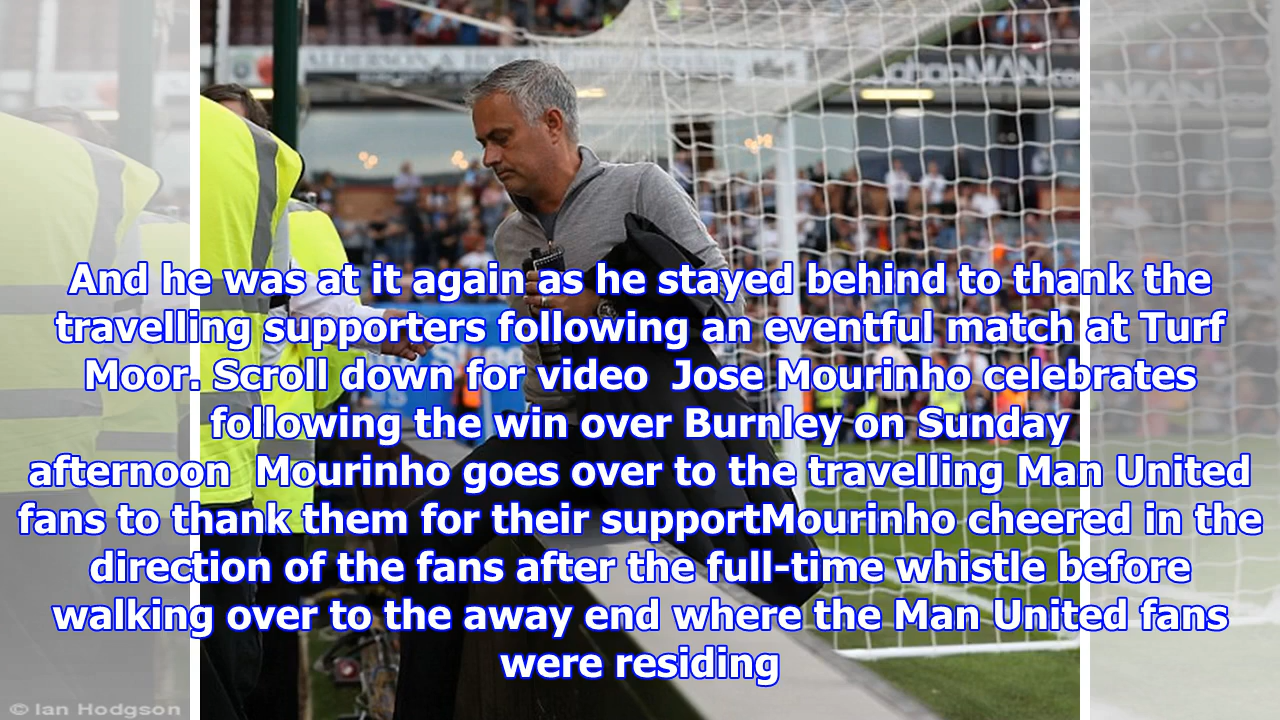 ALDERSON &
shopMAN.co
And he was at it again as he stayed behind to thank the
travelling supporters following an eventful match at Turf
Moor. Scroll down for video  Jose Mourinho celebrates
following the win over Burnley on Sunday
afternoon  Mourinho goes over to the travelling Man United
fans to thank them for their supportMourinho cheered in the
direction of the fans after the full-time whistle before
walking over to the away end where the Man United fans
were residing
© Ian Hodgson